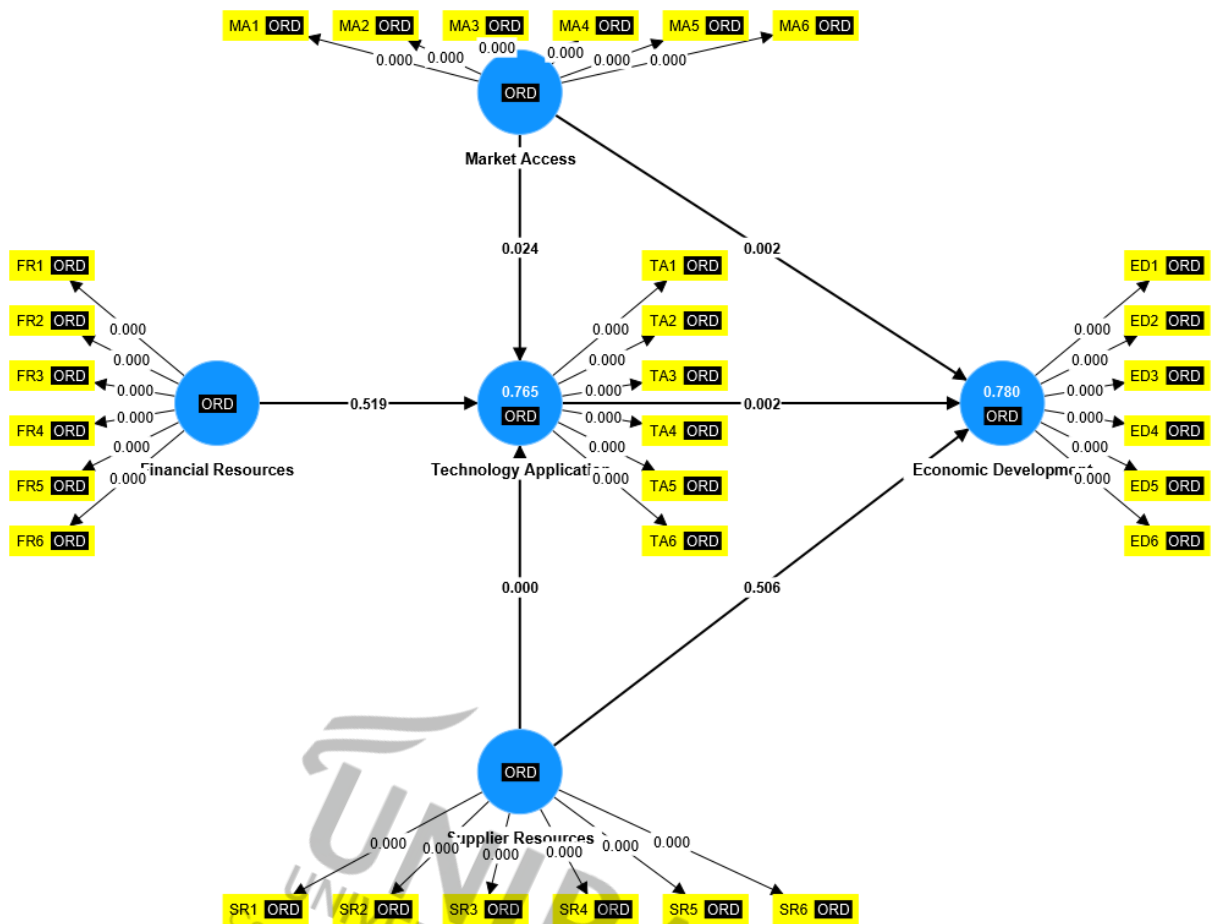 MA1 ORD MA2 ORD MA3 ORD MA4 ORD MA5 ORD MA6 ORD
0.000 0.000 0.000 0.000 0.000 0.000
ORD
Market Access
0.024 0.002
FR1 ORD
FR2 ORD
FR3 ORD
FR4 ORD
FR5 ORD
FR6 ORD
0.000
0.000
0.000
0.000
0.000
0.000
ORD
Financial Resources
0.519
0.765
ORD
Technology Application
TA1 ORD
TA2 ORD
TA3 ORD
TA4 ORD
TA5 ORD
TA6 ORD
0.000
0.000
0.000
0.000
0.000
0.000
0.002
0.780
ORD
Economic Development
ED1 ORD
ED2 ORD
ED3 ORD
ED4 ORD
ED5 ORD
ED6 ORD
0.000
0.000
0.000
0.000
0.000
0.000
0.000 0.506
ORD
Supplier Resources
0.000 0.000 0.000 0.000 0.000 0.000
SR1 ORD SR2 ORD SR3 ORD SR4 ORD SR5 ORD SR6 ORD